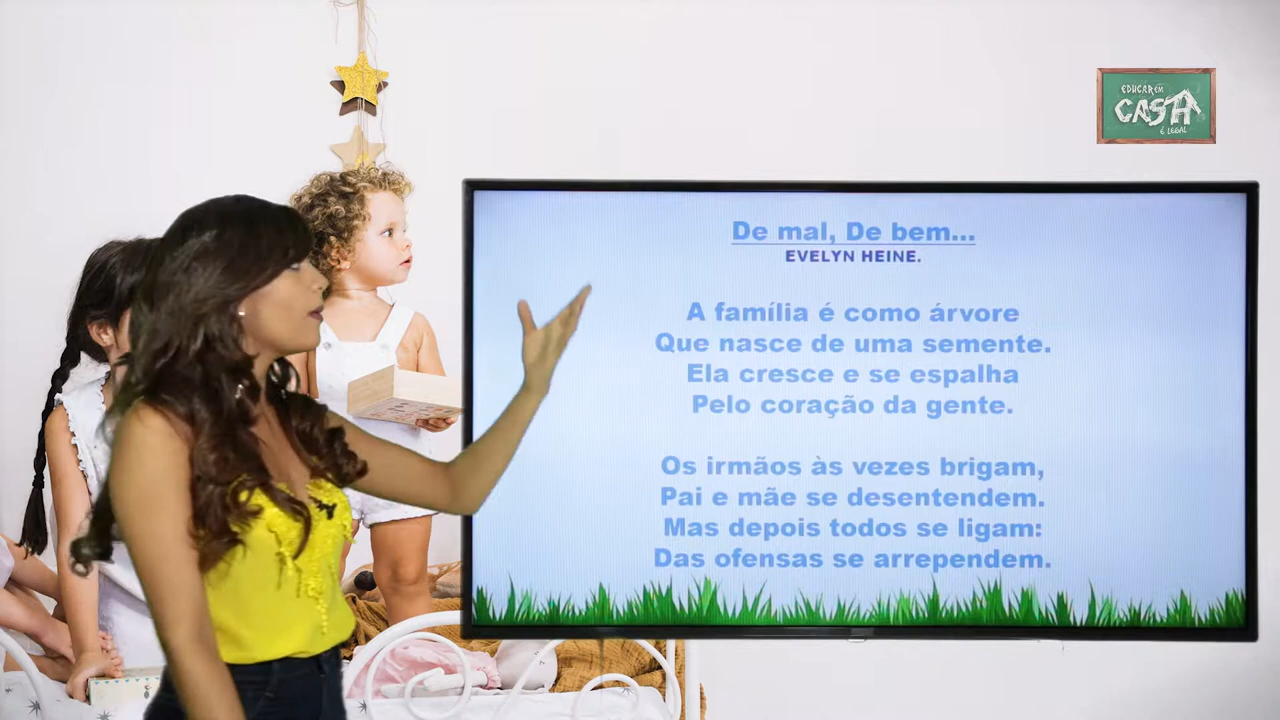 EDUCAR EM
CASA
É LEGAL
De mal, De bem...
EVELYN HEINE.
A família é como árvore
Que nasce de uma semente.
Ela cresce e se espalha
Pelo coração da gente.
Os irmãos às vezes brigam,
Pai e mãe se desentendem.
Mas depois todos se ligam:
Das ofensas se arrependem.